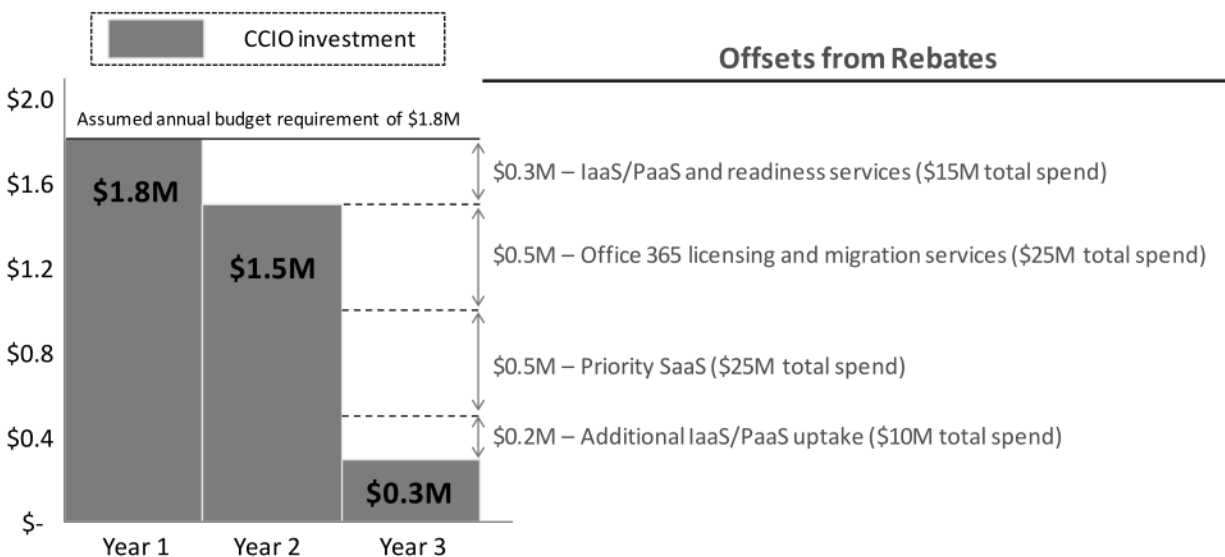 CCIO investment
Offsets from Rebates
$2.0
Assumed annual budget requirement of $1.8M
$1.6
$1.8M
$0.3M – IaaS/PaaS and readiness services ($15M total spend)
$1.2
$1.5M
$0.5M – Office 365 licensing and migration services ($25M total spend)
$0.8
$0.5M – Priority SaaS ($25M total spend)
$0.4
$0.2M – Additional IaaS/PaaS uptake ($10M total spend)
$0.3M
$-
Year 1 Year 2 Year 3